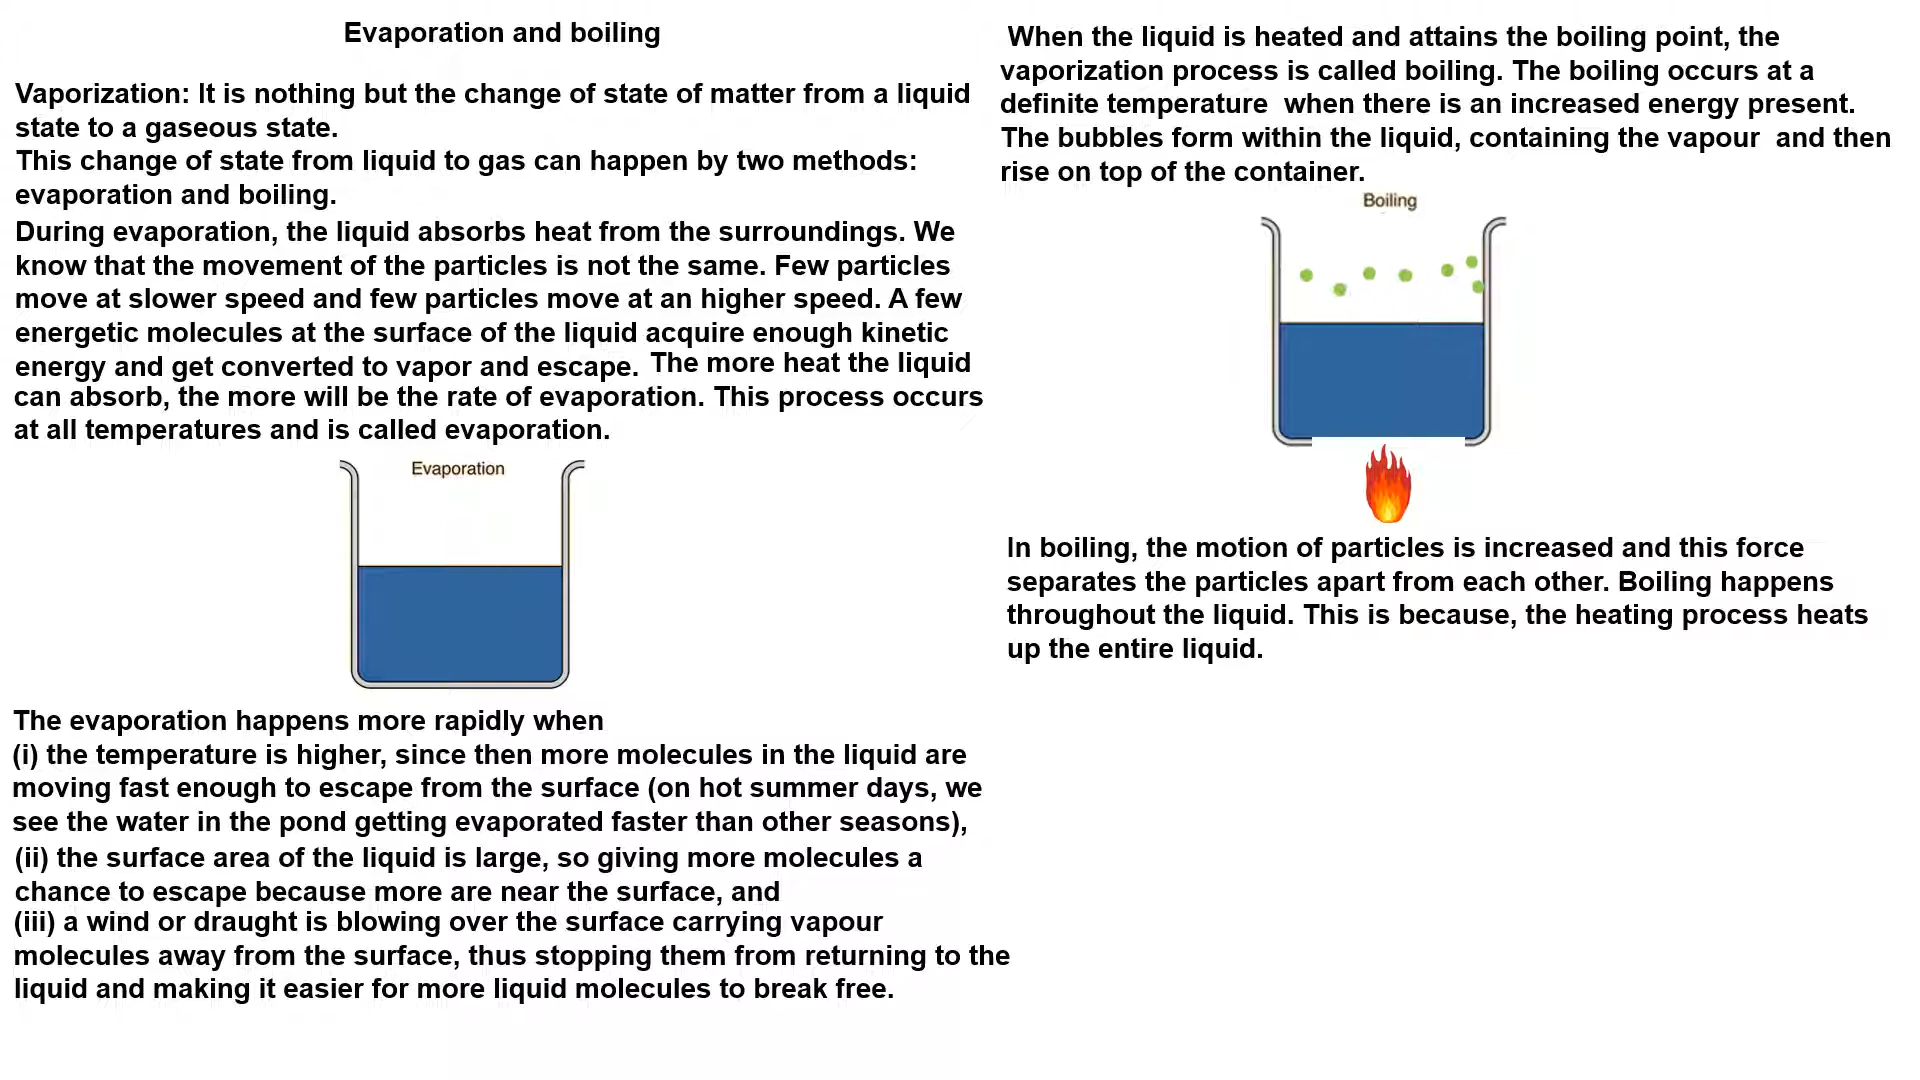 Evaporation and boiling
Vaporization: It is nothing but the change of state of matter from a liquid
state to a gaseous state.
This change of state from liquid to gas can happen by two methods:
evaporation and boiling.
During evaporation, the liquid absorbs heat from the surroundings. We
know that the movement of the particles is not the same. Few particles
move at slower speed and few particles move at an higher speed. A few
energetic molecules at the surface of the liquid acquire enough kinetic
energy and get converted to vapor and escape. The more heat the liquid
can absorb, the more will be the rate of evaporation. This process occurs
at all temperatures and is called evaporation.
Evaporation
The evaporation happens more rapidly when
(i) the temperature is higher, since then more molecules in the liquid are
moving fast enough to escape from the surface (on hot summer days, we
see the water in the pond getting evaporated faster than other seasons),
(ii) the surface area of the liquid is large, so giving more molecules a
chance to escape because more are near the surface, and
(iii) a wind or draught is blowing over the surface carrying vapour
molecules away from the surface, thus stopping them from returning to the
liquid and making it easier for more liquid molecules to break free.
When the liquid is heated and attains the boiling point, the
vaporization process is called boiling. The boiling occurs at a
definite temperature when there is an increased energy present.
The bubbles form within the liquid, containing the vapour and then
rise on top of the container.
Boiling
In boiling, the motion of particles is increased and this force
separates the particles apart from each other. Boiling happens
throughout the liquid. This is because, the heating process heats
up the entire liquid.